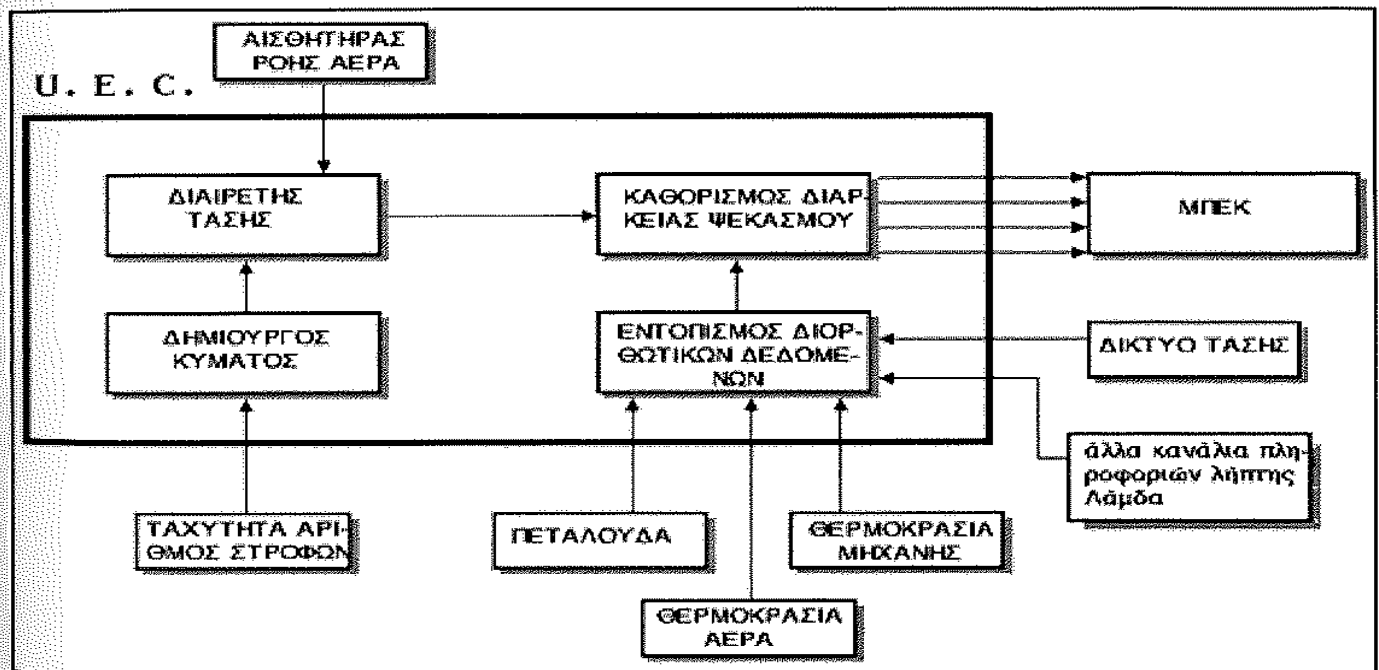 ΑΙΣΘΗΤΗΡΑΣ
ΡΟΗΣ ΑΕΡΑ
U. E. C.
ΔΙΑΙΡΕΤΗΣ
ΤΑΣΗΣ
ΚΑΘΟΡΙΣΜΟΣ ΔΙΑΡ-
ΚΕΙΑΣ ΨΕΚΑΣΜΟΥ
ΜΠΕΚ
ΔΗΜΙΟΥΡΓΟΣ
ΚΥΜΑΤΟΣ
ΕΝΤΟΠΙΣΜΟΣ ΔΙΟΡ-
ΘΩΤΙΚΩΝ ΔΕΔΟΜΕ-
ΝΩΝ
ΔΙΚΤΥΟ ΤΑΣΗΣ
άλλα κανάλια πλη-
ροφοριών λήπτης
Λάμδα
ΤΑΧΥΤΗΤΑ ΑΡΙ-
ΘΜΟΣ ΣΤΡΟΦΩΝ
ΠΕΤΑΛΟΥΔΑ
ΘΕΡΜΟΚΡΑΣΙΑ
ΜΗΧΑΝΗΣ
ΘΕΡΜΟΚΡΑΣΙΑ
ΑΕΡΑ